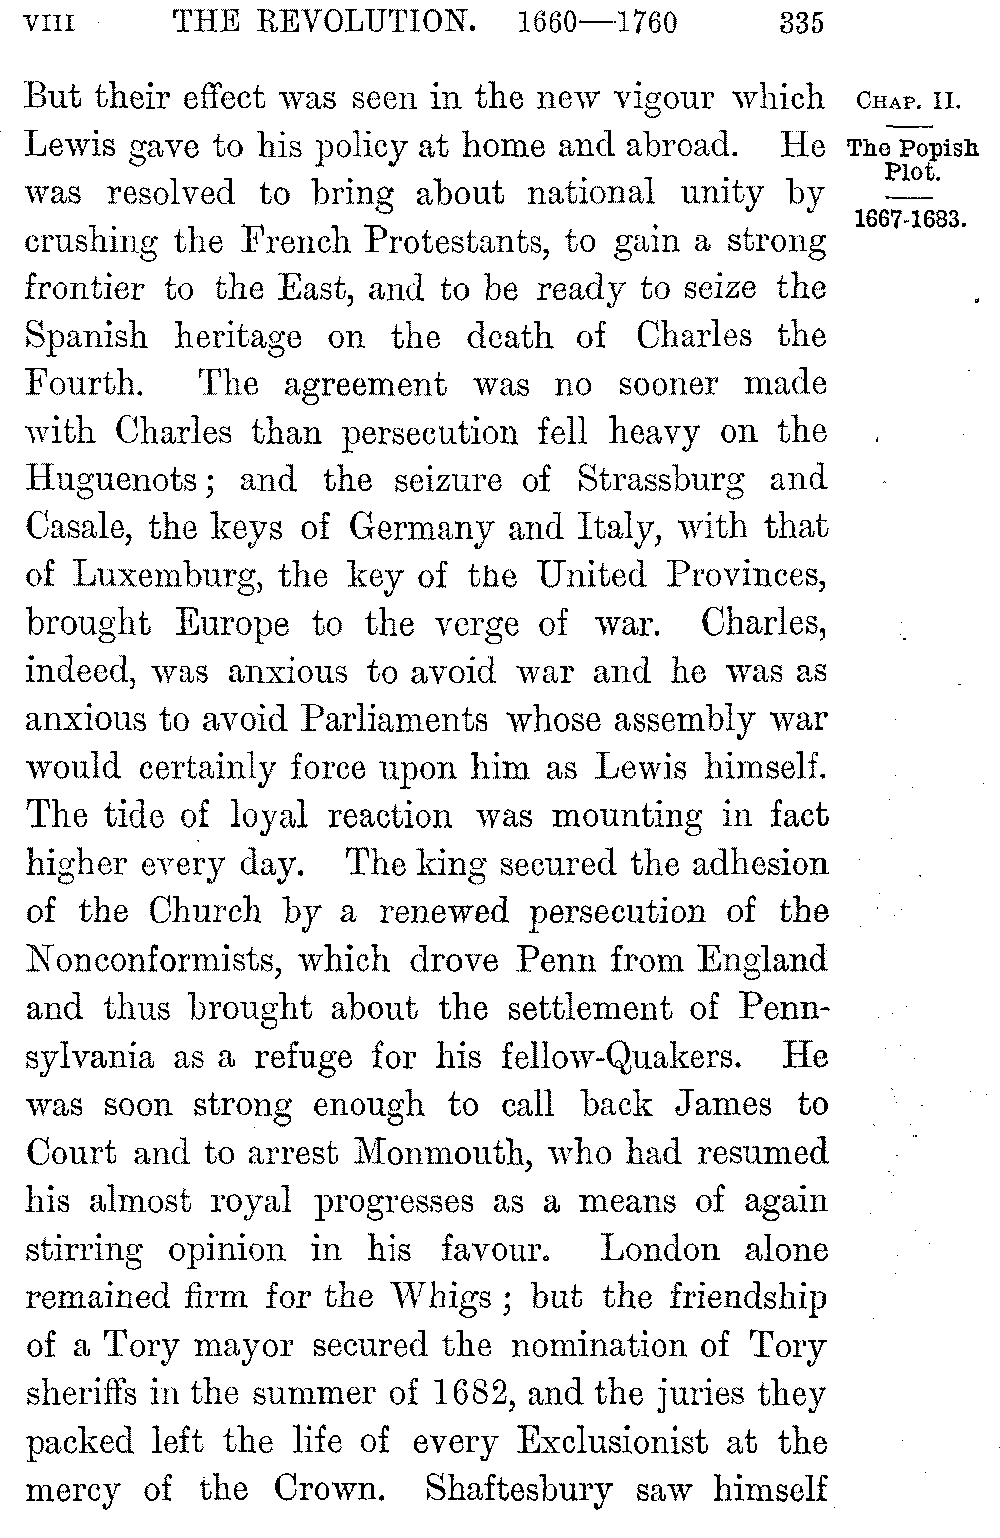 VIII THE REVOLUTION. 1660—1760 335
But their effect was seen in the new vigour which
Lewis gave to his policy at home and abroad. He
was resolved to bring about national unity by
crushing the French Protestants, to gain a strong
frontier to the East, and to be ready to seize the
Spanish heritage on the death of Charles the
Fourth. The agreement was no sooner made
with Charles than persecution fell heavy on the
Huguenots; and the seizure of Strassburg and
Casale, the keys of Germany and Italy, with that
of Luxemburg, the key of the United Provinces,
brought Europe to the verge of war. Charles,
indeed, was anxious to avoid war and he was as
anxious to avoid Parliaments whose assembly war
would certainly force upon him as Lewis himself.
The tide of loyal reaction was mounting in fact
higher every day. The king secured the adhesion
of the Church by a renewed persecution of the
Nonconformists, which drove Penn from England
and thus brought about the settlement of Penn-
sylvania as a refuge for his fellow-Quakers. He
was soon strong enough to call back James to
Court and to arrest Monmouth, who had resumed
his almost royal progresses as a means of again
stirring opinion in his favour. London alone
remained firm for the Whigs; but the friendship
of a Tory mayor secured the nomination of Tory
sheriffs in the summer of 1682, and the juries they
packed left the life of every Exclusionist at the
mercy of the Crown. Shaftesbury saw himself
CHAP. II.
The Popish
Plot.
1667-1683.